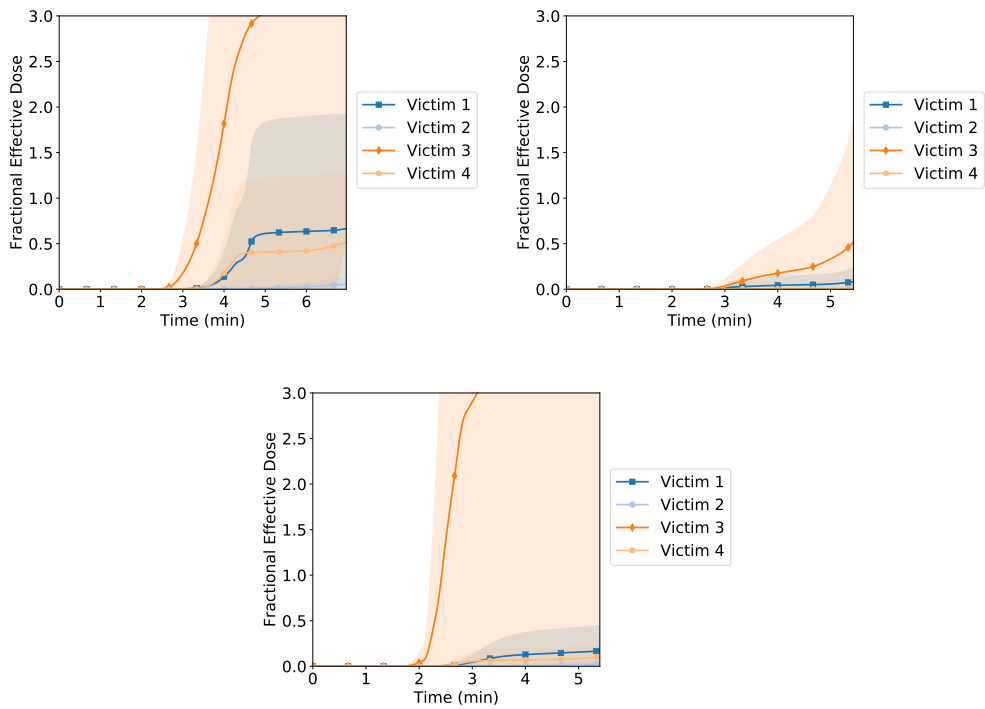 3.0
2.5
2.0
1.5
1.0
0.5
0.0
Fractional Effective Dose
0 1 2 3 4 5 6
Time (min)
Victim 1
Victim 2
Victim 3
Victim 4
3.0
2.5
2.0
1.5
1.0
0.5
0.0
Fractional Effective Dose
0 1 2 3 4 5
Time (min)
Victim 1
Victim 2
Victim 3
Victim 4
3.0
2.5
2.0
1.5
1.0
0.5
0.0
Fractional Effective Dose
0 1 2 3 4 5
Time (min)
Victim 1
Victim 2
Victim 3
Victim 4